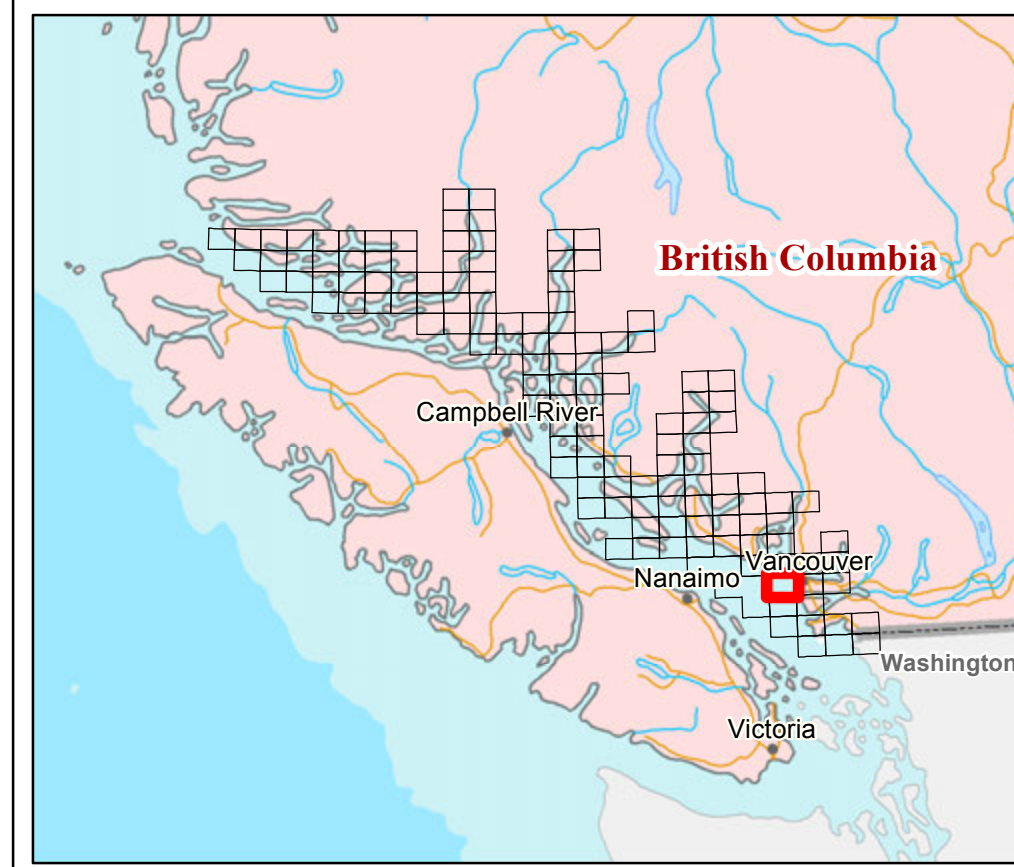 British Columbia
Campbell River
Vancouver
Nanaimo
Washington
Victoria